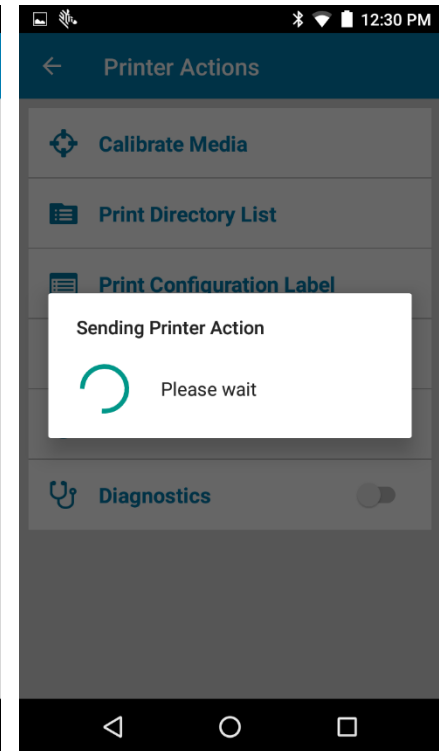 12:30 PM
Printer Actions
Calibrate Media
Print Directory List
Print Configuration Label
Sending Printer Action
Please wait
Diagnostics